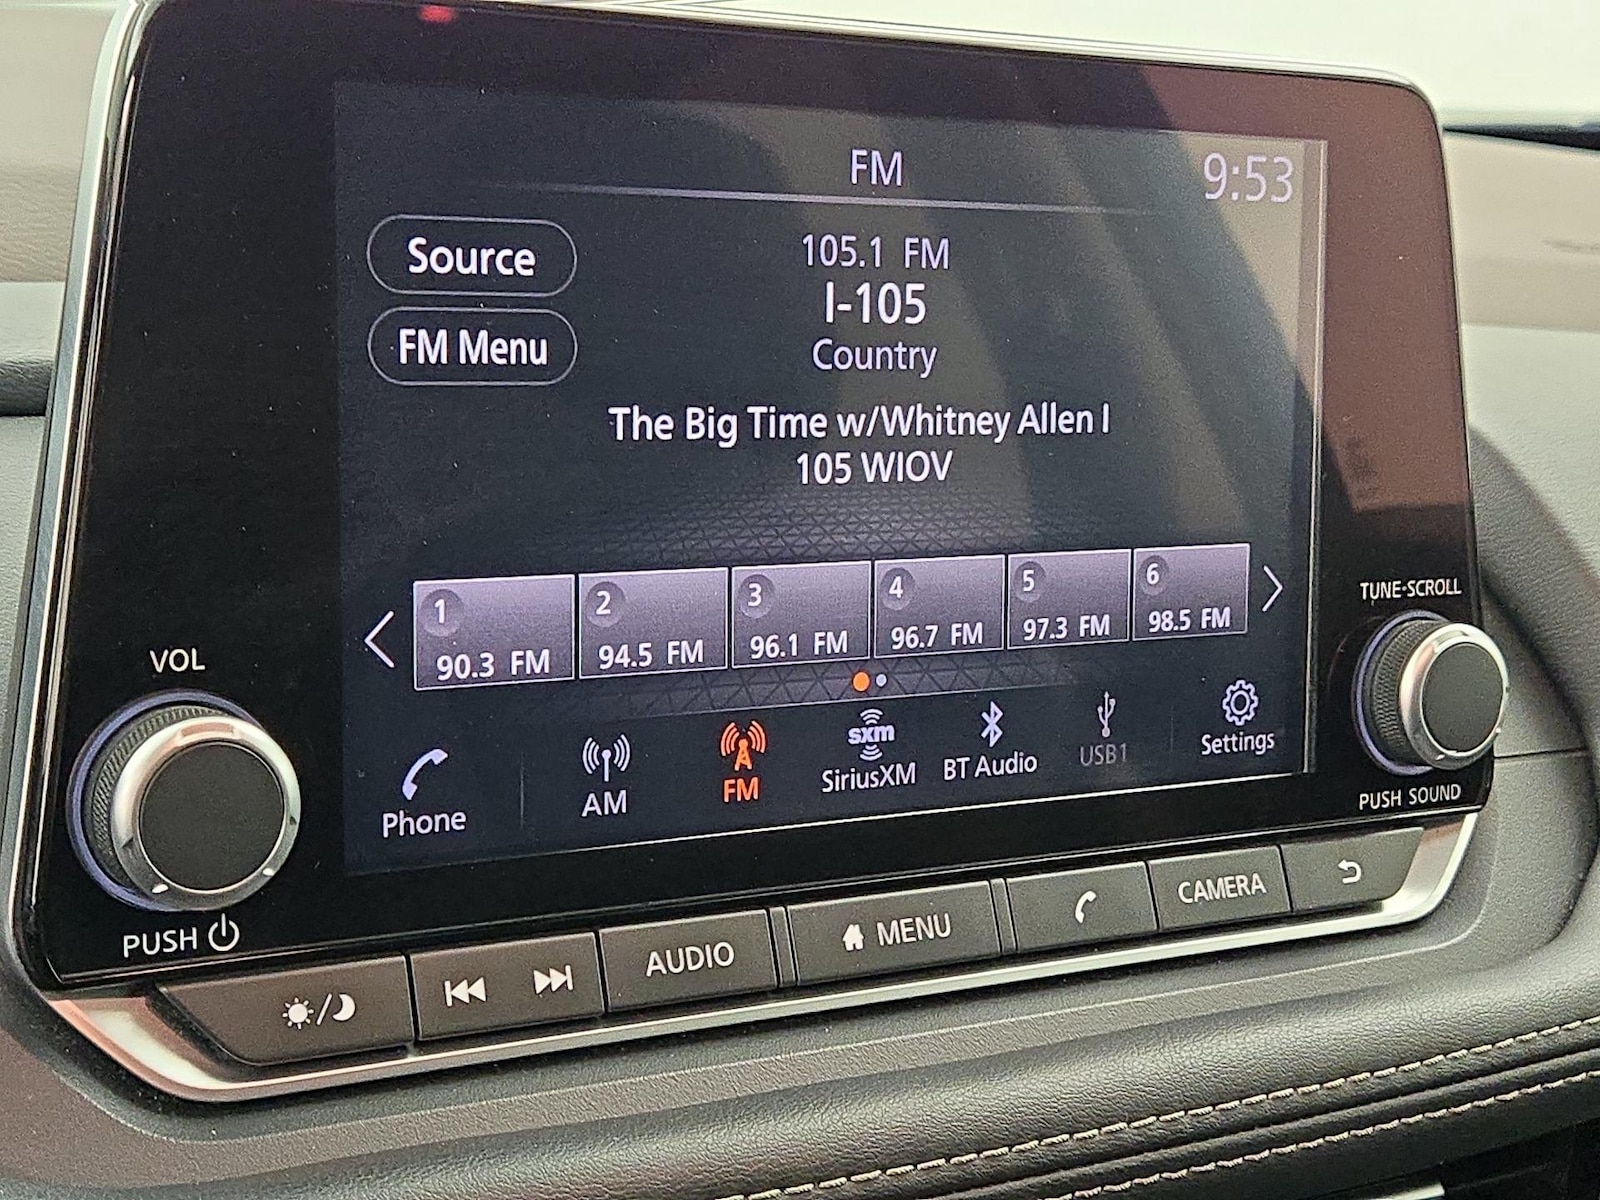 FM
9:53
Source
105.1 FM
I-105
FM Menu
Country
The Big Time w/Whitney Allen I
105 WIOV
1
90.3 FM
2
94.5 FM
3
96.1 FM
4
96.7 FM
5
97.3 FM
6
98.5 FM
TUNE·SCROLL
VOL
Phone
AM
FM
sxm
SiriusXM
BT Audio
USB1
Settings
PUSH SOUND
PUSH
AUDIO
MENU
CAMERA